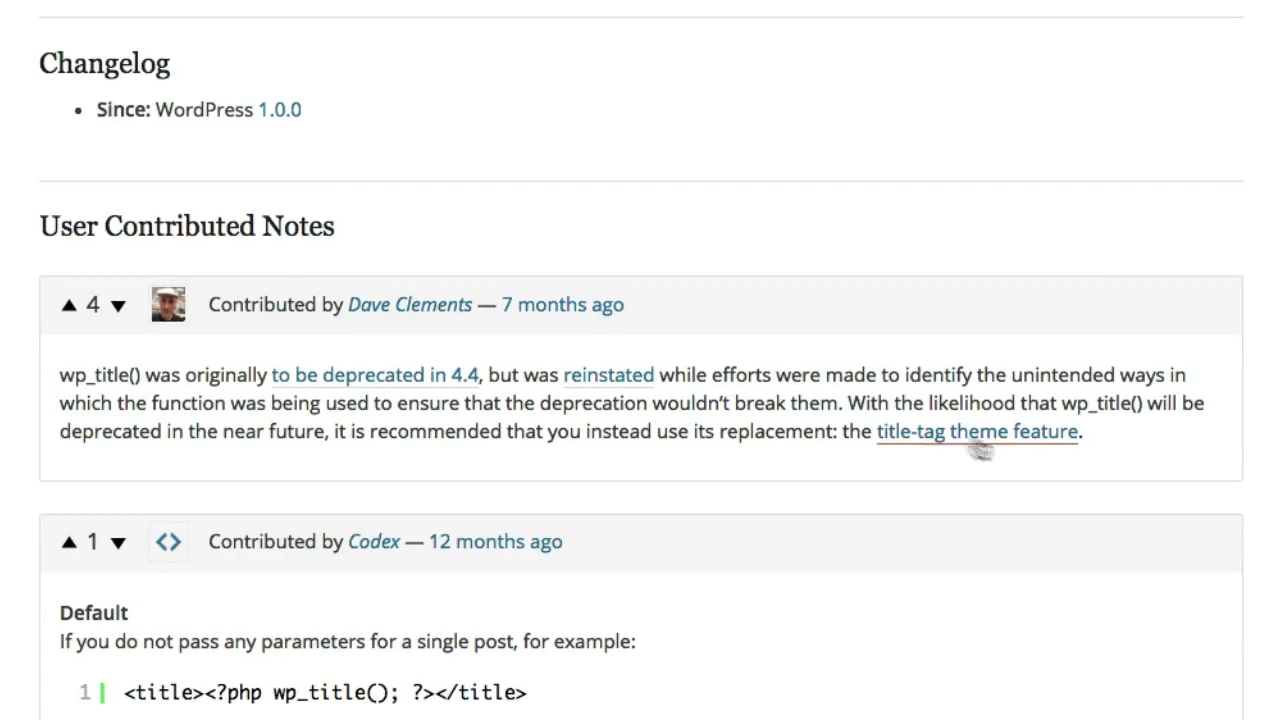 Changelog
• Since: WordPress 1.0.0
User Contributed Notes
▲ 4 ▼ Contributed by Dave Clements — 7 months ago
wp_title() was originally to be deprecated in 4.4, but was reinstated while efforts were made to identify the unintended ways in
which the function was being used to ensure that the deprecation wouldn’t break them. With the likelihood that wp_title() will be
deprecated in the near future, it is recommended that you instead use its replacement: the title-tag theme feature.
▲ 1 ▼ <> Contributed by Codex — 12 months ago
Default
If you do not pass any parameters for a single post, for example:
1 <title><?php wp_title(); ?></title>